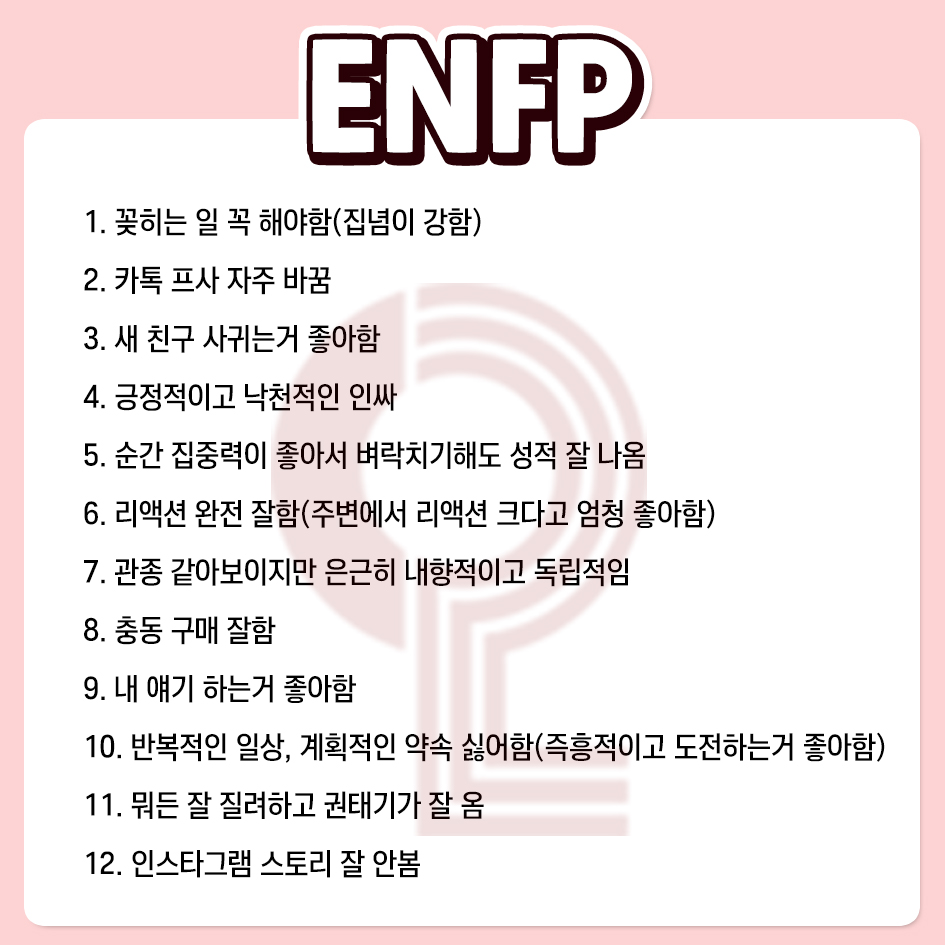 ENFP
1. 꽂히는 일 꼭 해야함(집념이 강함)
2. 카톡 프사 자주 바꿈
3. 새 친구 사귀는거 좋아함
4. 긍정적이고 낙천적인 인싸
5. 순간 집중력이 좋아서 벼락치기해도 성적 잘 나옴
6. 리액션 완전 잘함(주변에서 리액션 크다고 엄청 좋아함)
7. 관종 같아보이지만 은근히 내향적이고 독립적임
8. 충동 구매 잘함
9. 내 얘기 하는거 좋아함
10. 반복적인 일상, 계획적인 약속 싫어함(즉흥적이고 도전하는거 좋아함)
11. 뭐든 잘 질려하고 권태기가 잘 옴
12. 인스타그램 스토리 잘 안봄